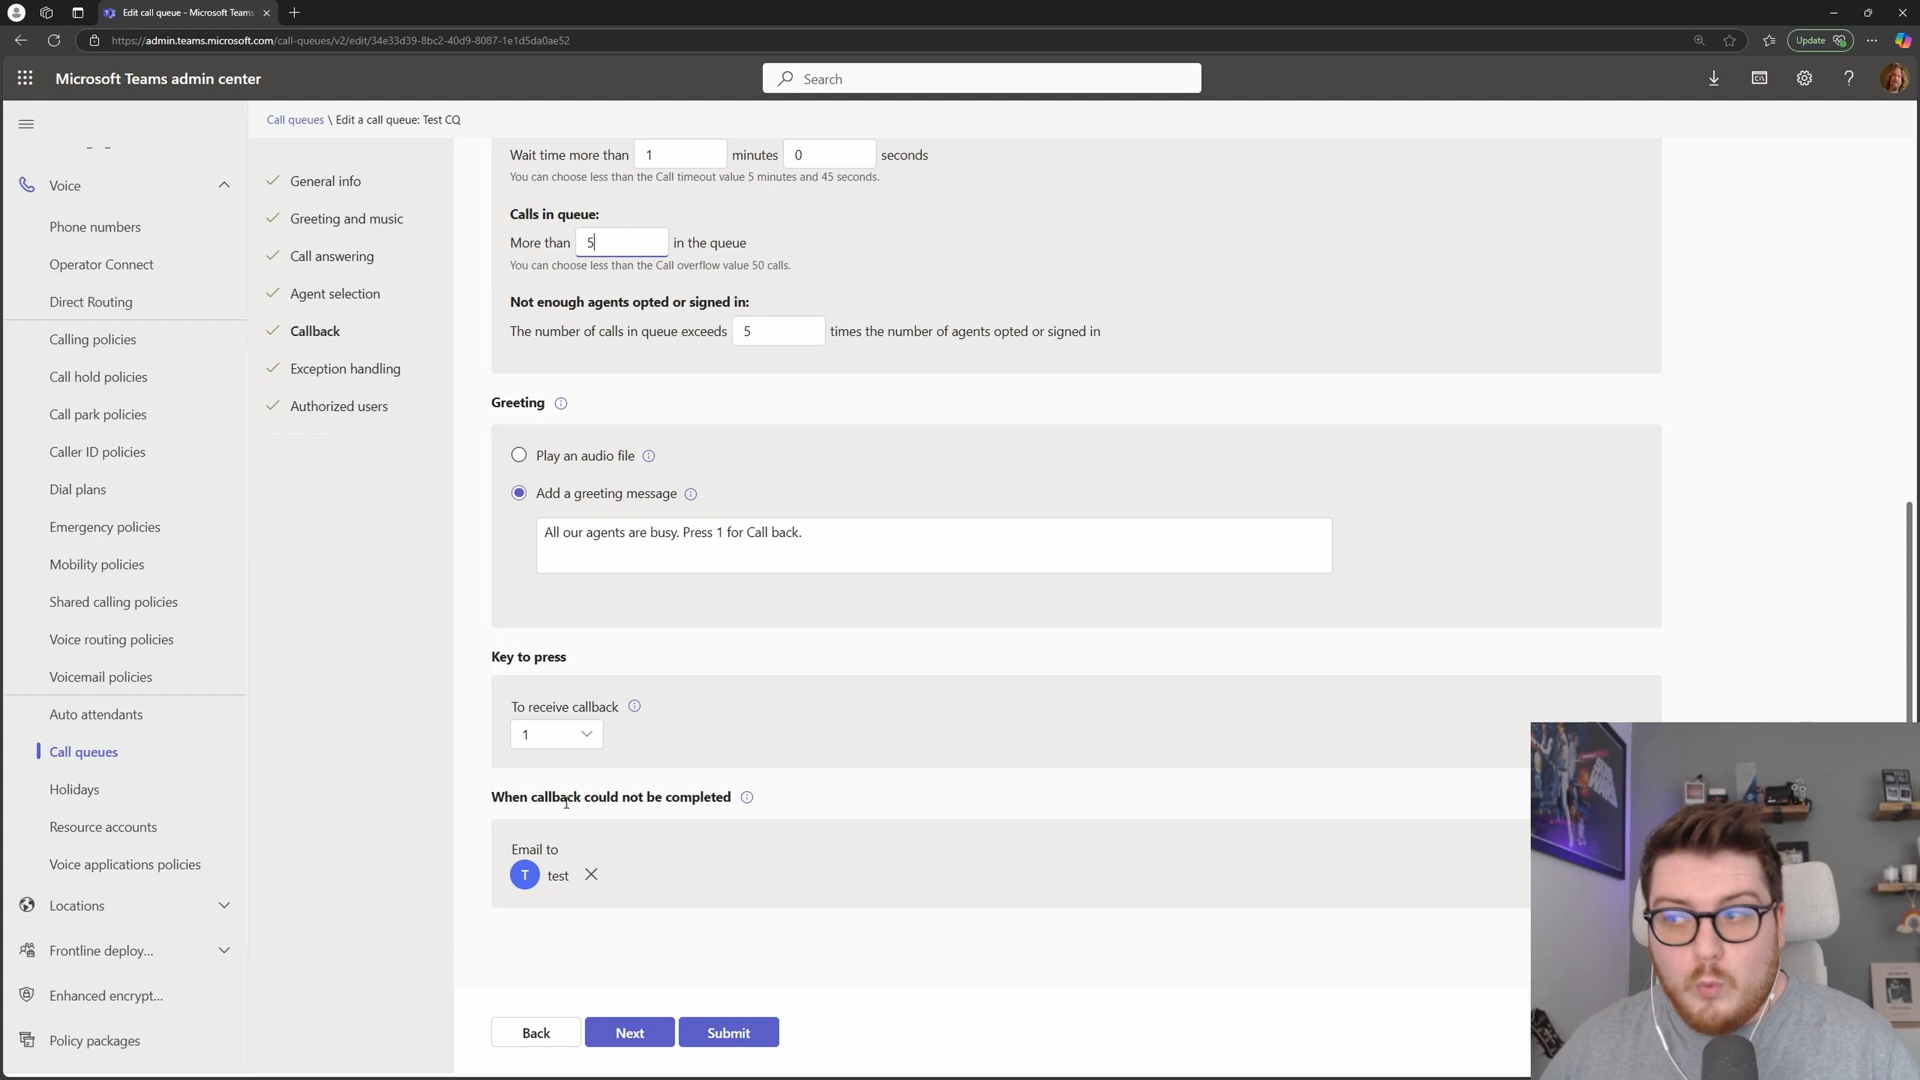 Edit call queue - Microsoft Teams
https://admin.teams.microsoft.com/call-queues/v2/edit/34e33d39-8bc2-40d9-8087-1e1d5da0ae52
Update
Microsoft Teams admin center
Search
Call queues \ Edit a call queue: Test CQ
Voice
Phone numbers
Operator Connect
Direct Routing
Calling policies
Call hold policies
Call park policies
Caller ID policies
Dial plans
Emergency policies
Mobility policies
Shared calling policies
Voice routing policies
Voicemail policies
Auto attendants
Call queues
Holidays
Resource accounts
Voice applications policies
Locations
Frontline deploy...
Enhanced encrypt...
Policy packages
General info
Greeting and music
Call answering
Agent selection
Callback
Exception handling
Authorized users
Wait time more than 1 minutes 0 seconds
You can choose less than the Call timeout value 5 minutes and 45 seconds.
Calls in queue:
More than 5 in the queue
You can choose less than the Call overflow value 50 calls.
Not enough agents opted or signed in:
The number of calls in queue exceeds 5 times the number of agents opted or signed in
Greeting
Play an audio file
Add a greeting message
All our agents are busy. Press 1 for Call back.
Key to press
To receive callback
1
When callback could not be completed
Email to
T test
Back Next Submit